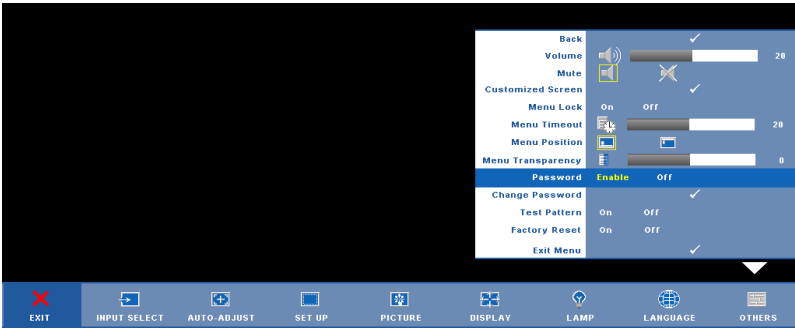 Back
Volume 20
Mute
Customized Screen
Menu Lock On Off
Menu Timeout 20
Menu Position
Menu Transparency 0
Password Enable Off
Change Password
Test Pattern On Off
Factory Reset On Off
Exit Menu
EXIT INPUT SELECT AUTO-ADJUST SET UP PICTURE DISPLAY LAMP LANGUAGE OTHERS